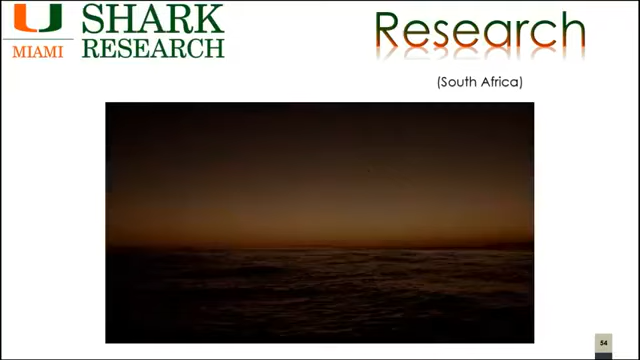 SHARK
MIAMI RESEARCH
Research
(South Africa)
54